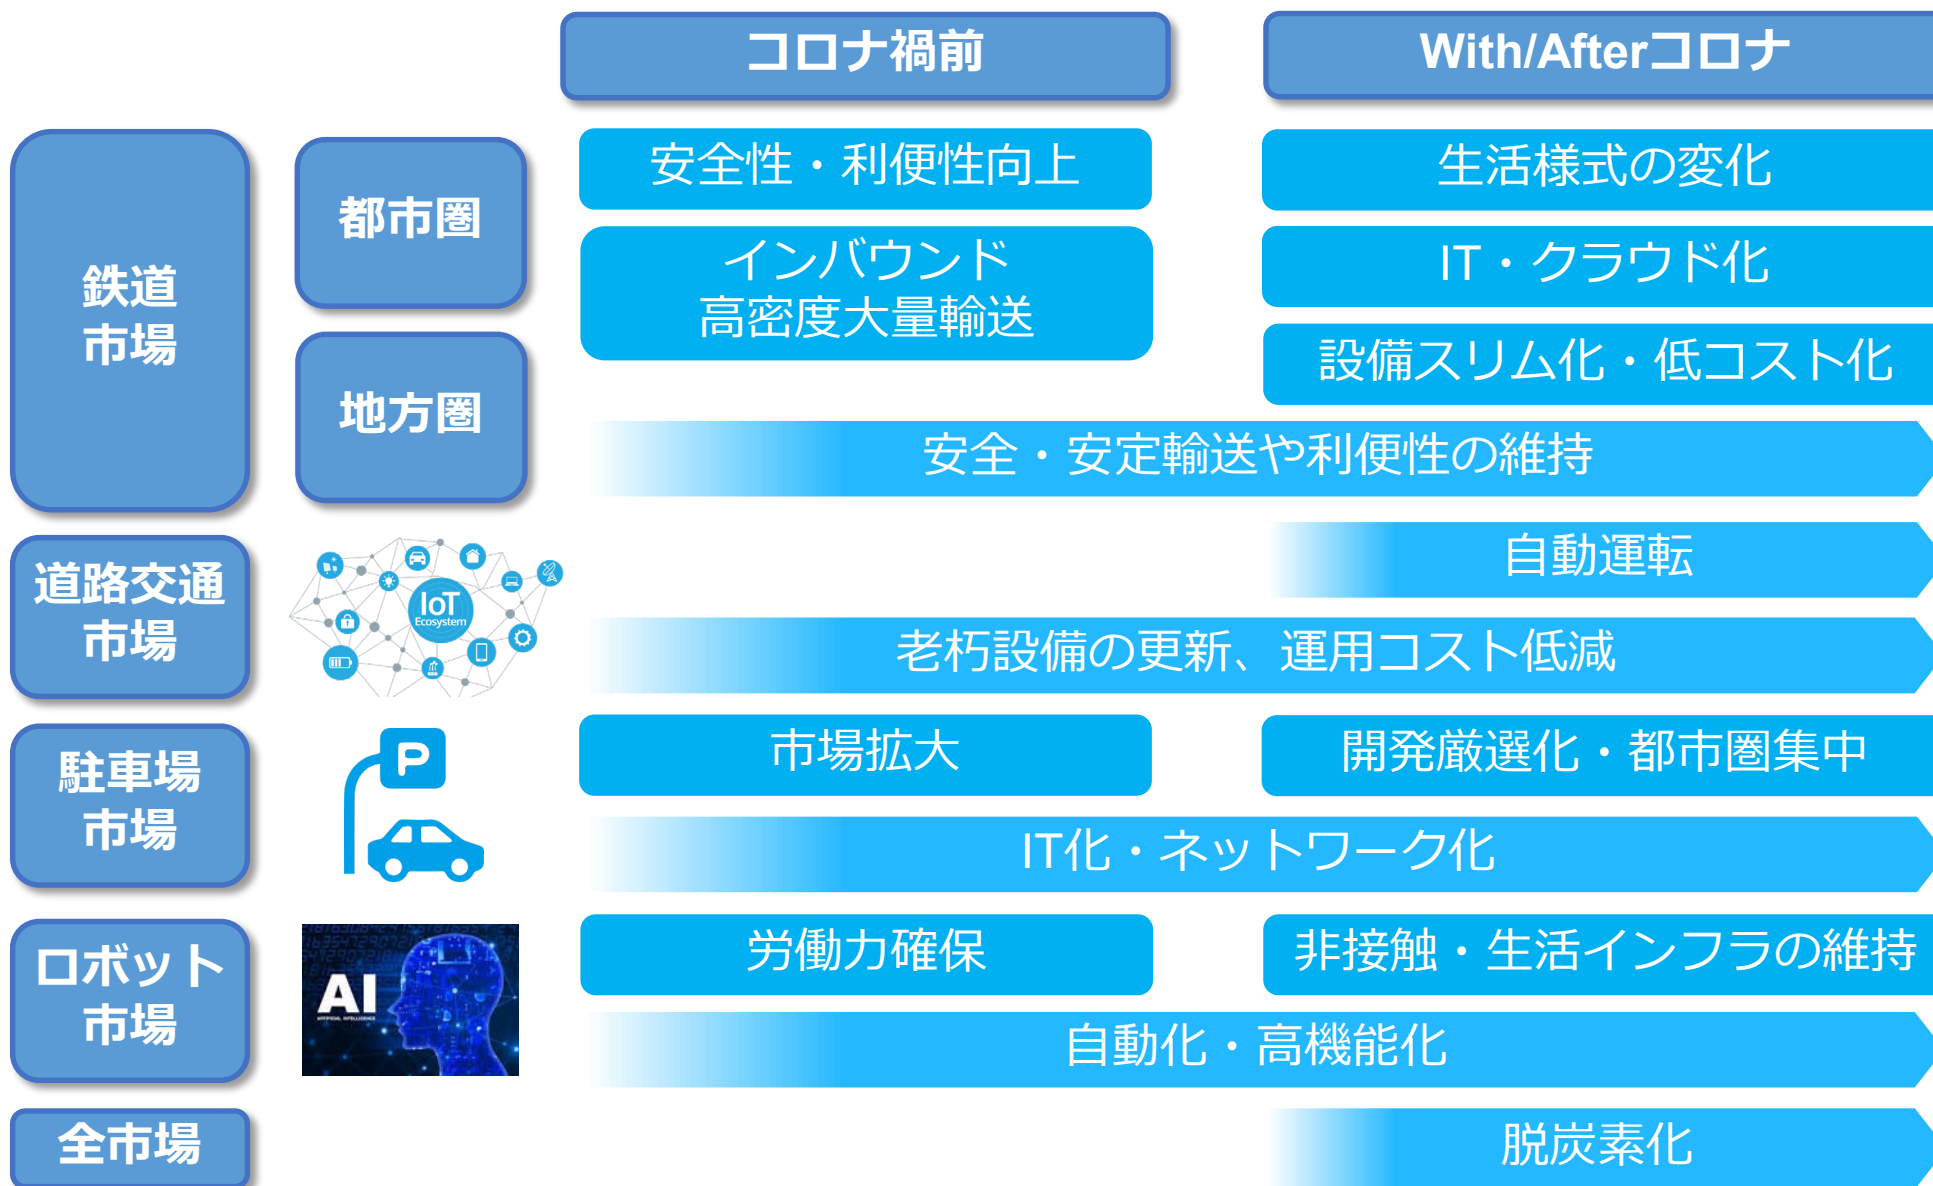 コロナ禍前
With/Afterコロナ
鉄道
市場
都市圏
地方圏
安全性・利便性向上
インバウンド
高密度大量輸送
生活様式の変化
IT・クラウド化
設備スリム化・低コスト化
安全・安定輸送や利便性の維持
道路交通
市場
IoT
Ecosystem
自動運転
老朽設備の更新、運用コスト低減
駐車場
市場
P
市場拡大
開発厳選化・都市圏集中
IT化・ネットワーク化
ロボット
市場
AI
ARTIFICIAL INTELLIGENCE
労働力確保
非接触・生活インフラの維持
自動化・高機能化
全市場
脱炭素化